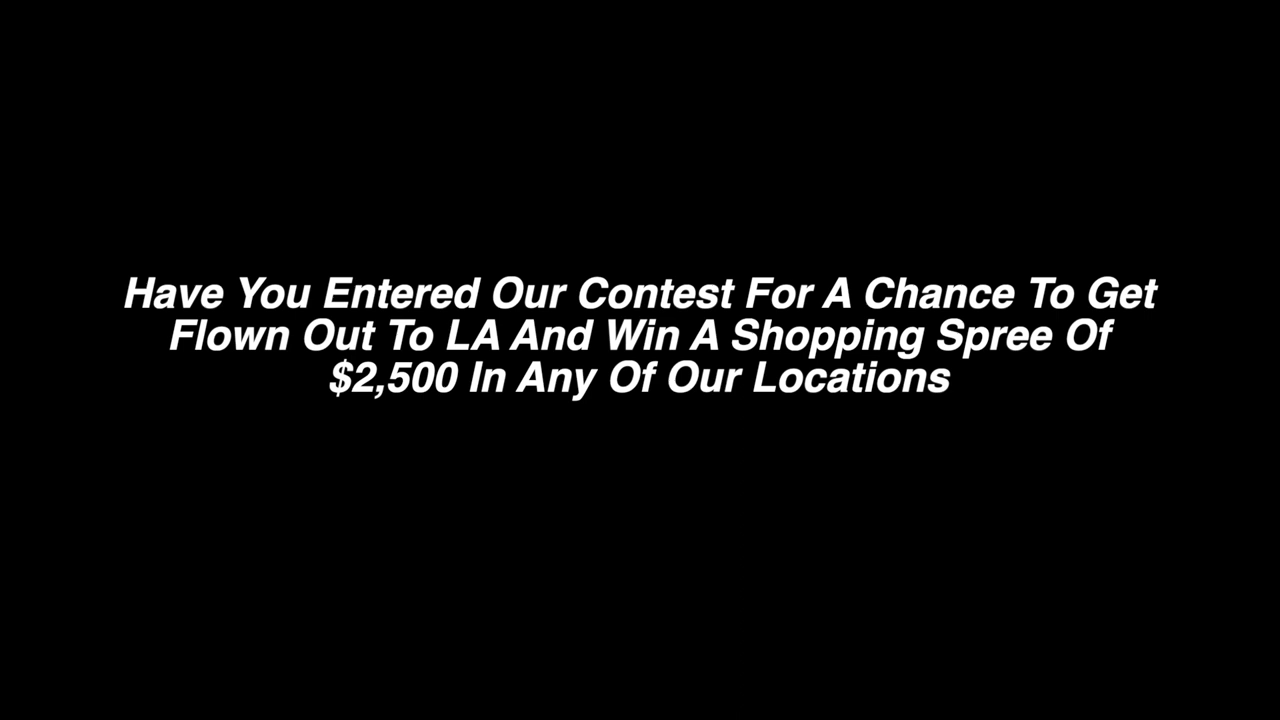 Have You Entered Our Contest For A Chance To Get
Flown Out To LA And Win A Shopping Spree Of
$2,500 In Any Of Our Locations